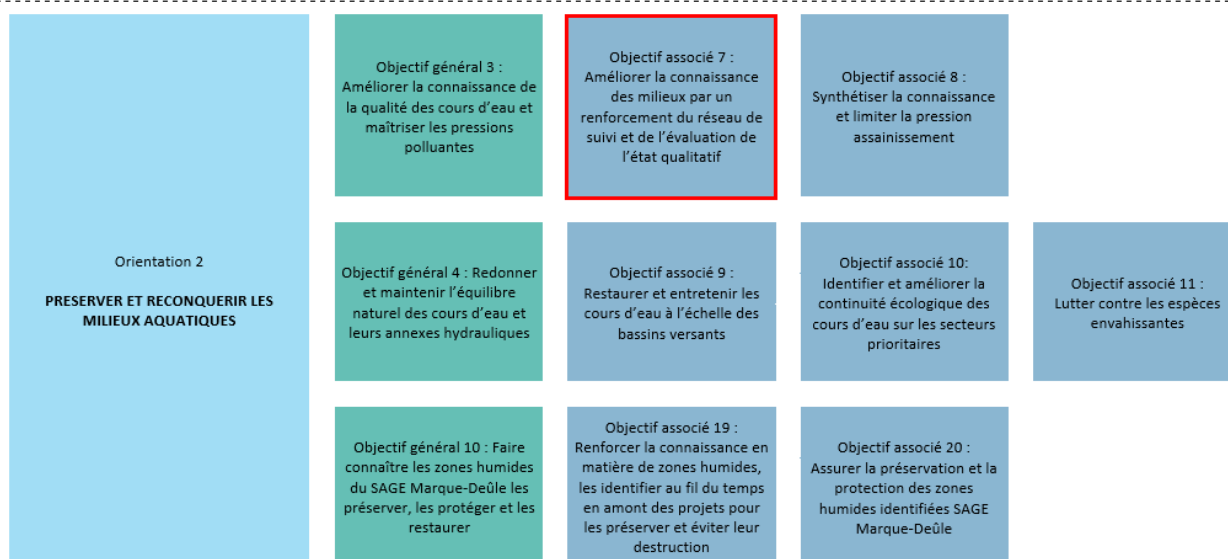 Objectif général 3 :
Améliorer la connaissance de
la qualité des cours d'eau et
maîtriser les pressions
polluantes
Objectif associé 7 :
Améliorer la connaissance
des milieux par un
renforcement du réseau de
suivi et de l'évaluation de
l'état qualitatif
Objectif associé 8 :
Synthétiser la connaissance
et limiter la pression
assainissement
Orientation 2
PRESERVER ET RECONQUERIR LES
MILIEUX AQUATIQUES
Objectif général 4 : Redonner
et maintenir l'équilibre
naturel des cours d'eau et
leurs annexes hydrauliques
Objectif associé 9 :
Restaurer et entretenir les
cours d'eau à l'échelle des
bassins versants
Objectif associé 10:
Identifier et améliorer la
continuité écologique des
cours d'eau sur les secteurs
prioritaires
Objectif associé 11 :
Lutter contre les espèces
envahissantes
Objectif général 10 : Faire
connaître les zones humides
du SAGE Marque-Deûle les
préserver, les protéger et les
restaurer
Objectif associé 19 :
Renforcer la connaissance en
matière de zones humides,
les identifier au fil du temps
en amont des projets pour
les préserver et éviter leur
destruction
Objectif associé 20 :
Assurer la préservation et la
protection des zones
humides identifiées SAGE
Marque-Deûle